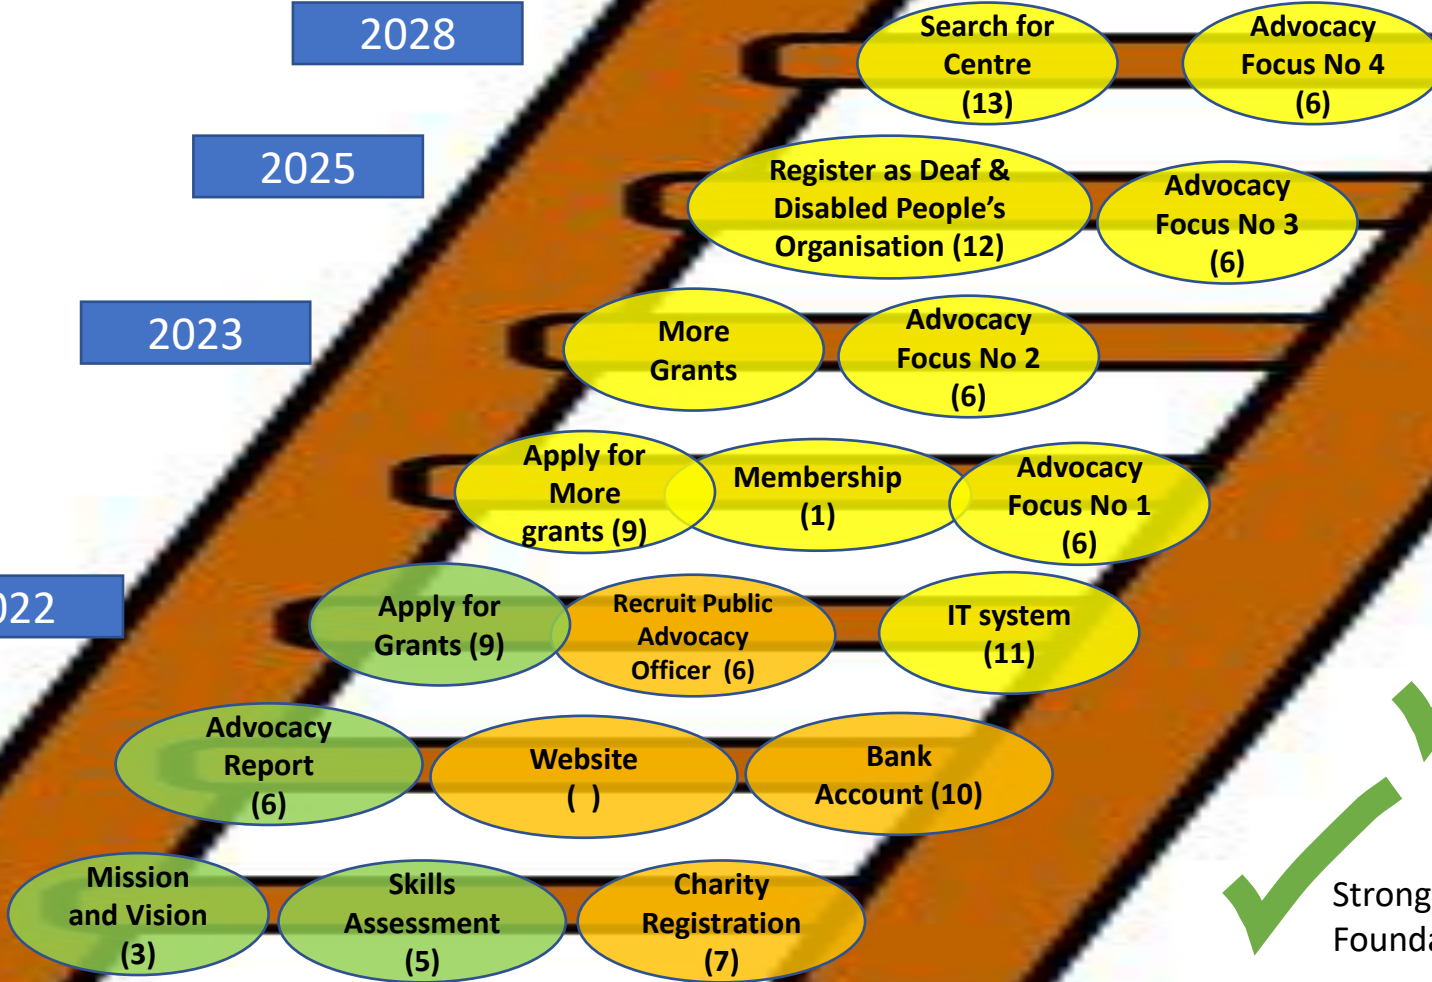 2028
Search for
Centre
(13)
Advocacy
Focus No 4
(6)
2025
Register as Deaf &
Disabled People’s
Organisation (12)
Advocacy
Focus No 3
(6)
2023
More
Grants
Advocacy
Focus No 2
(6)
Apply for
More
grants (9)
Membership
(1)
Advocacy
Focus No 1
(6)
022
Apply for
Grants (9)
Recruit Public
Advocacy
Officer (6)
IT system
(11)
Advocacy
Report
(6)
Website
( )
Bank
Account (10)
Mission
and Vision
(3)
Skills
Assessment
(5)
Charity
Registration
(7)
Strong
Founda